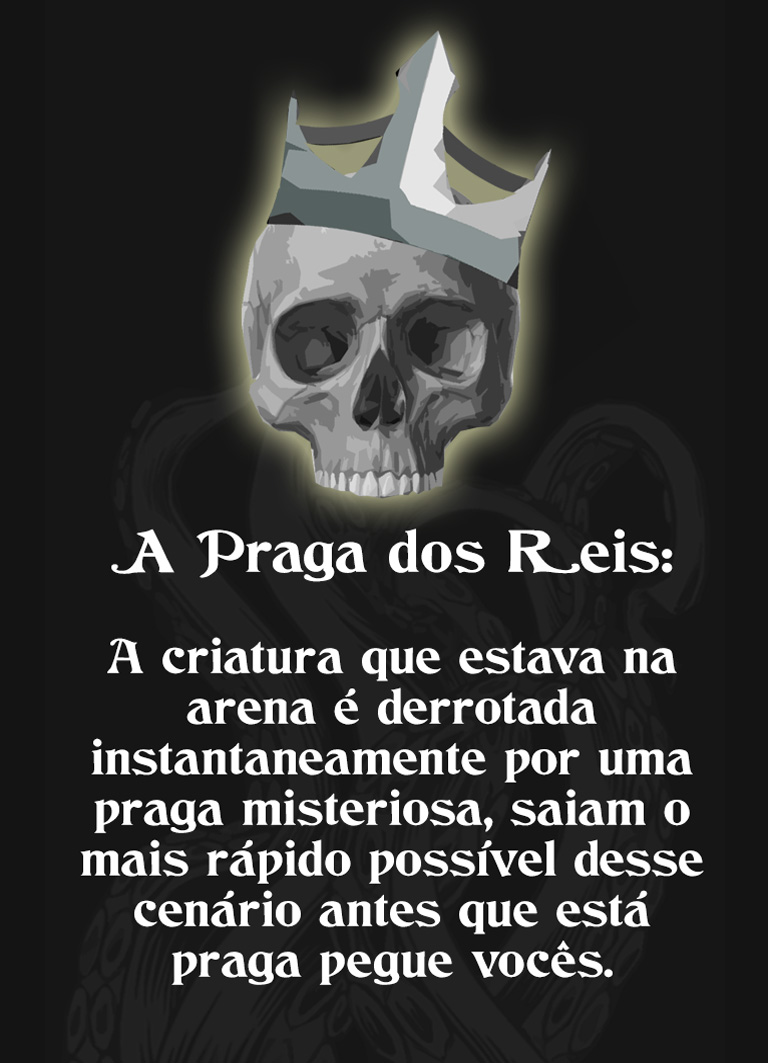 A Praga dos Reis:
A criatura que estava na
arena é derrotada
instantaneamente por uma
praga misteriosa, saiam o
mais rápido possível desse
cenário antes que está
praga pegue vocês.